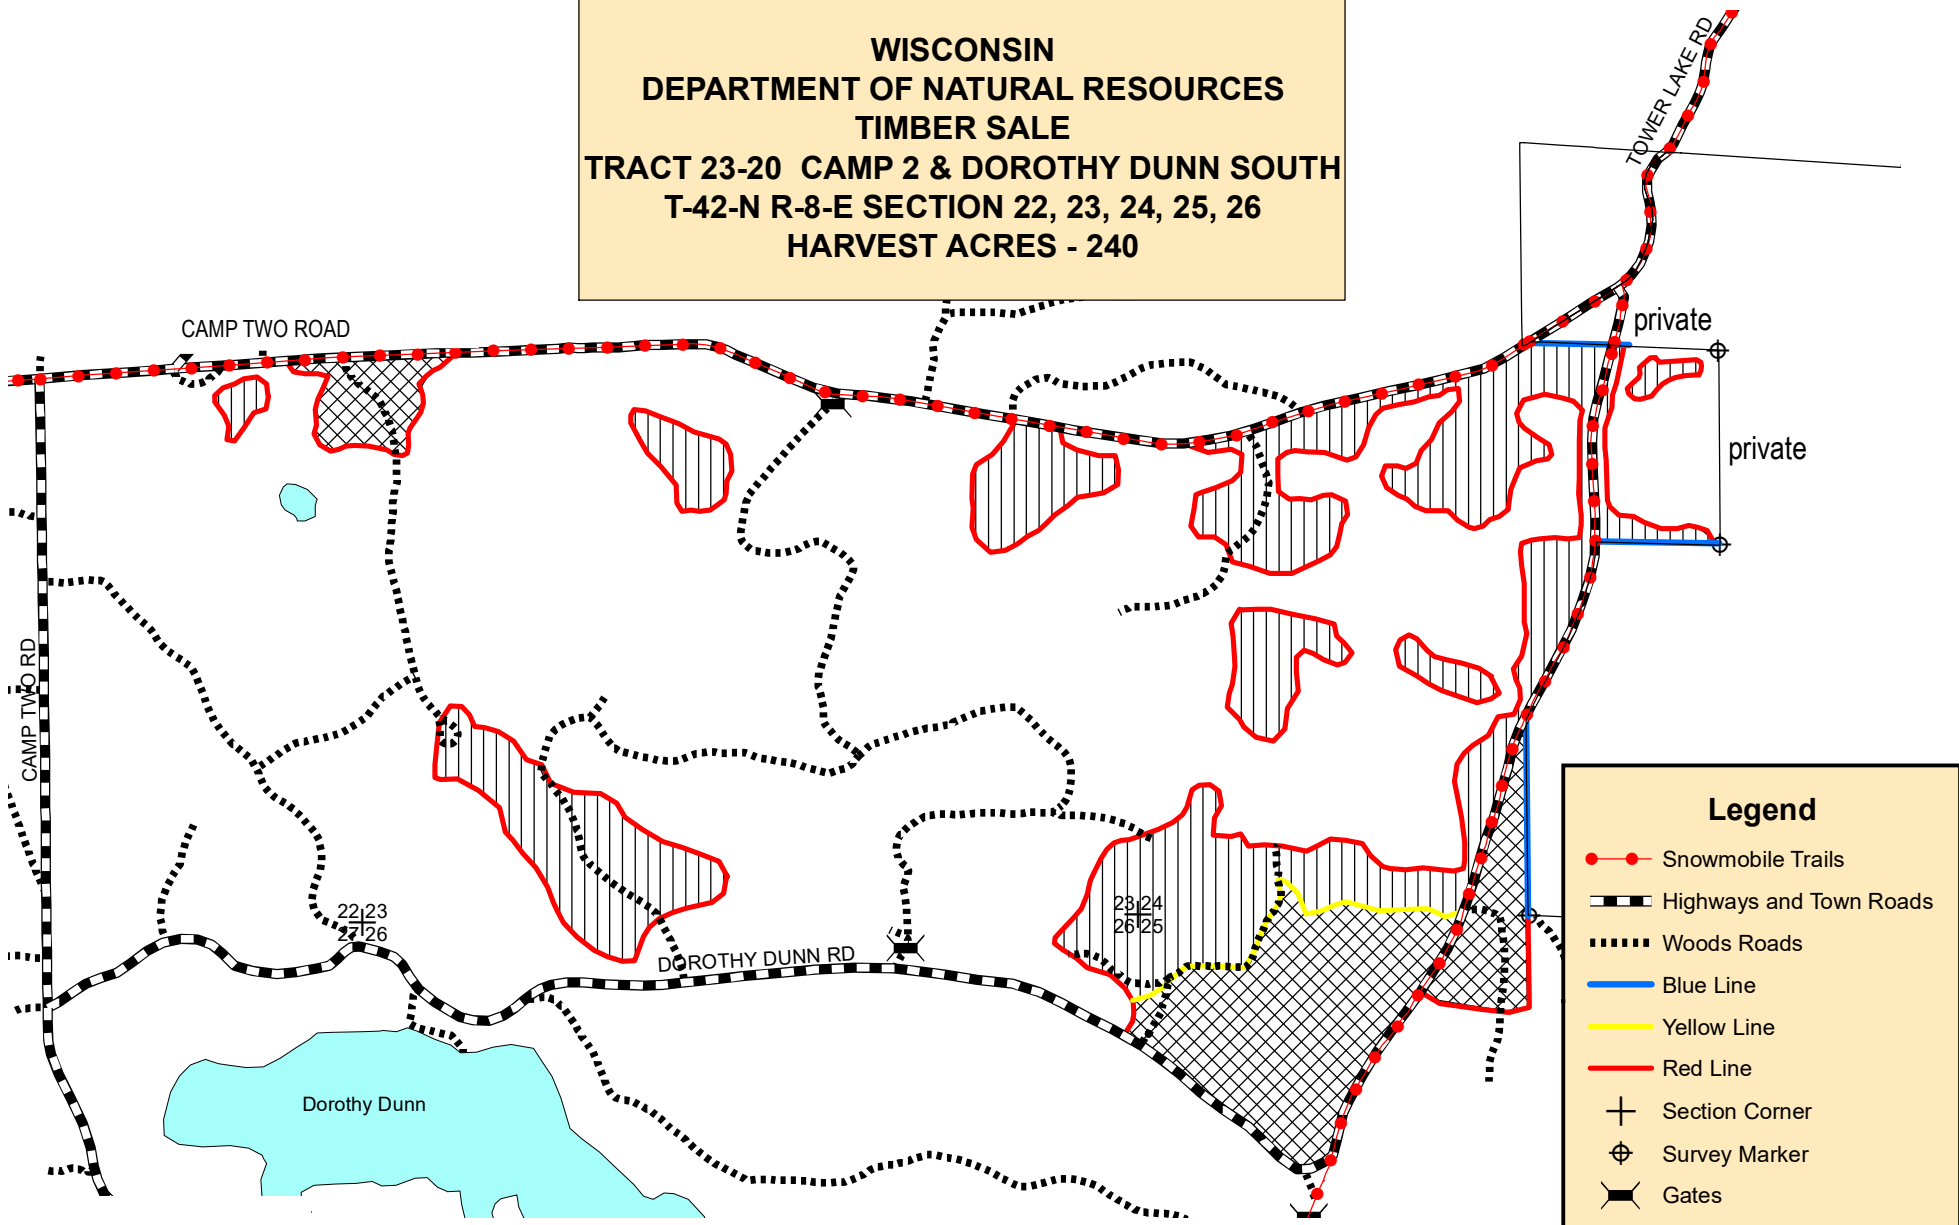 WISCONSIN
DEPARTMENT OF NATURAL RESOURCES
TIMBER SALE
TRACT 23-20 CAMP 2 & DOROTHY DUNN SOUTH
T-42-N R-8-E SECTION 22, 23, 24, 25, 26
HARVEST ACRES - 240
TOWER LAKE RD
CAMP TWO ROAD
private
private
CAMP TWO RD
22 23
27 26
23 24
26 25
DOROTHY DUNN RD
Dorothy Dunn
Legend
Snowmobile Trails
Highways and Town Roads
Woods Roads
Blue Line
Yellow Line
Red Line
Section Corner
Survey Marker
Gates